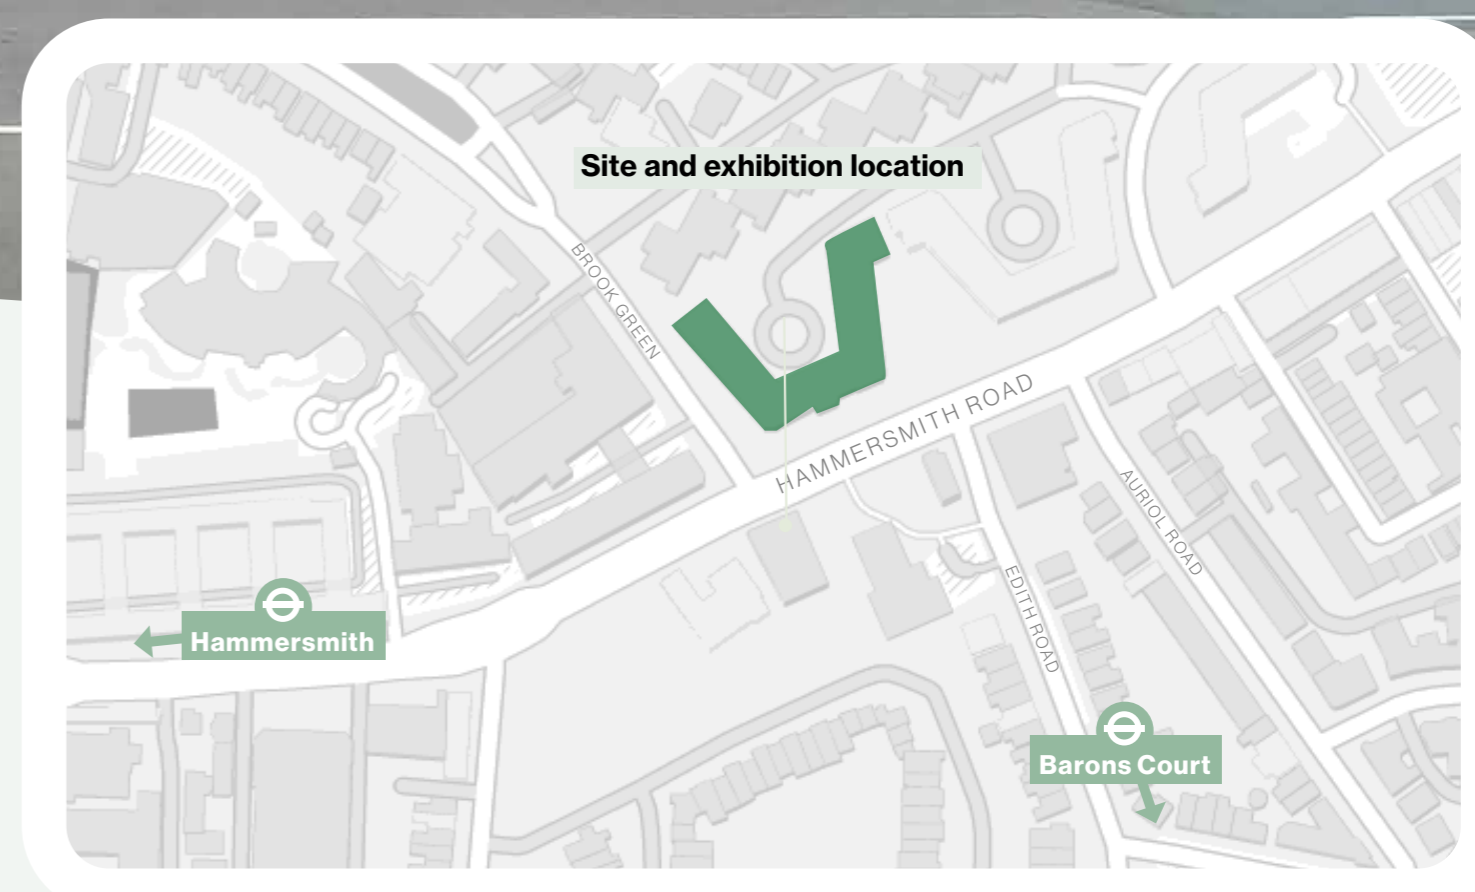 Site and exhibition location
BROOK GREEN
HAMMERSMITH ROAD
AURIOL ROAD
EDITH ROAD
Hammersmith
Barons Court